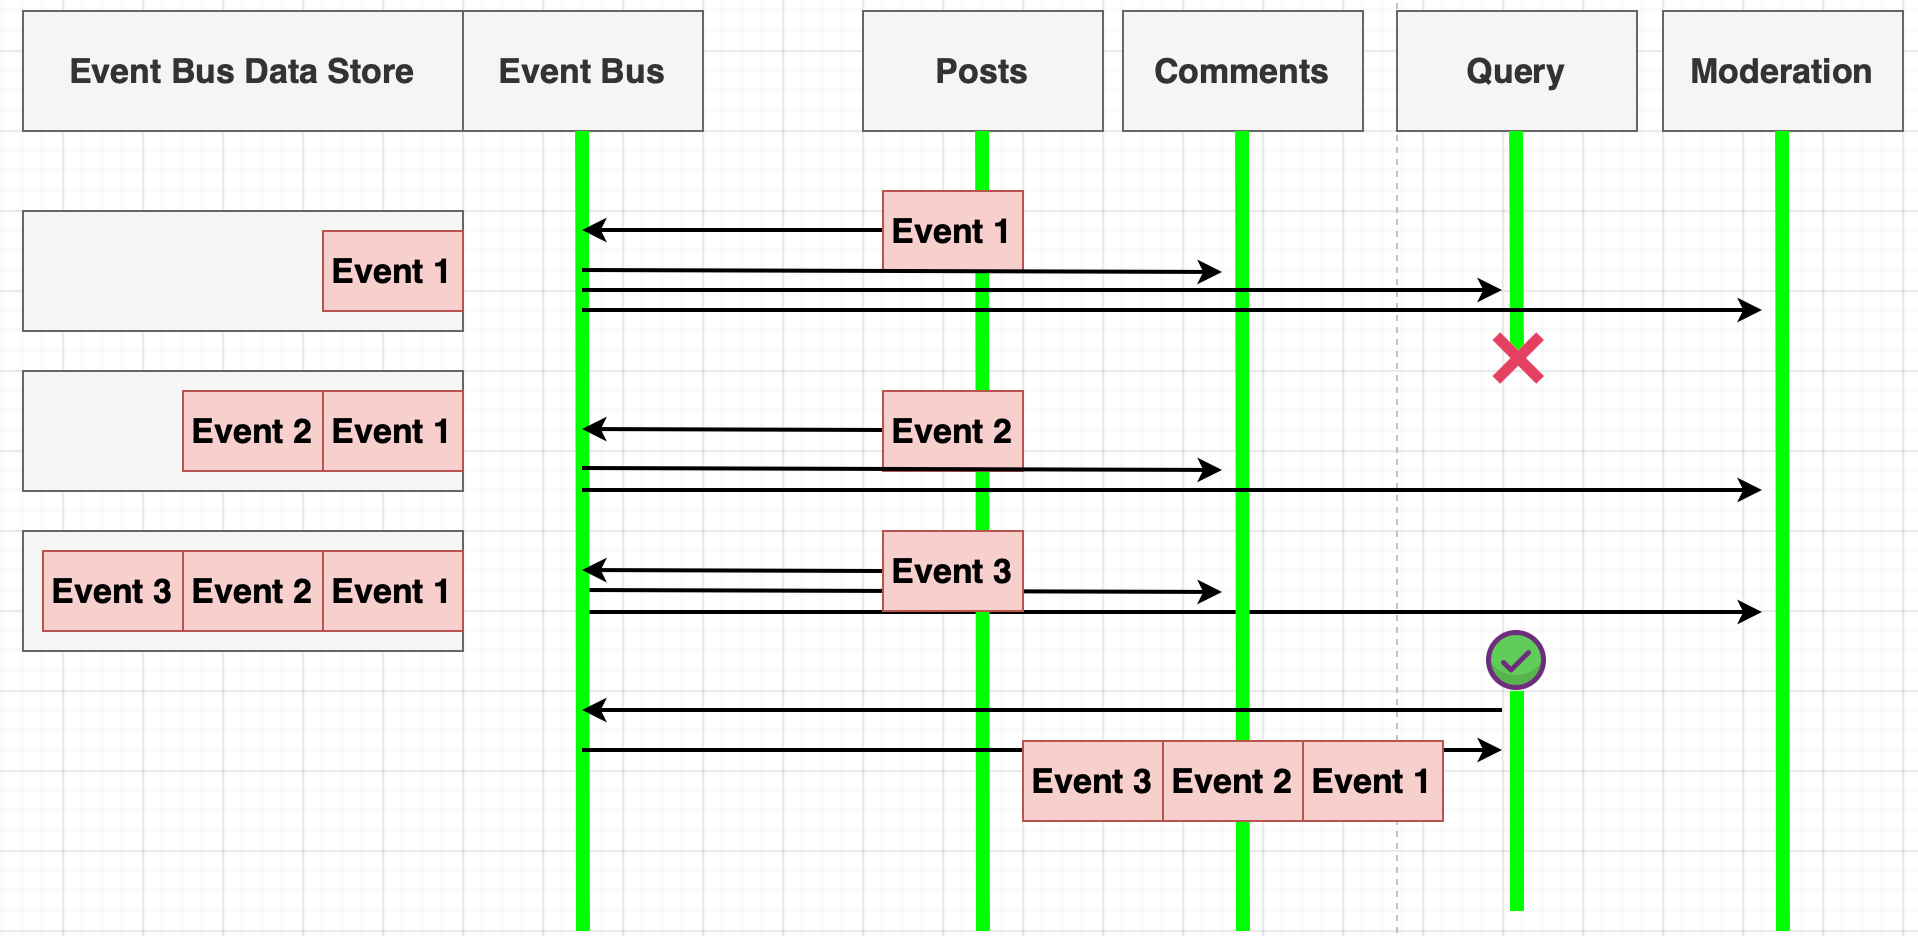 Event Bus Data Store
Event Bus
Posts
Comments
Query
Moderation
Event 1
Event 1
Event 2
Event 1
Event 2
Event 3
Event 2
Event 1
Event 3
Event 3
Event 2
Event 1